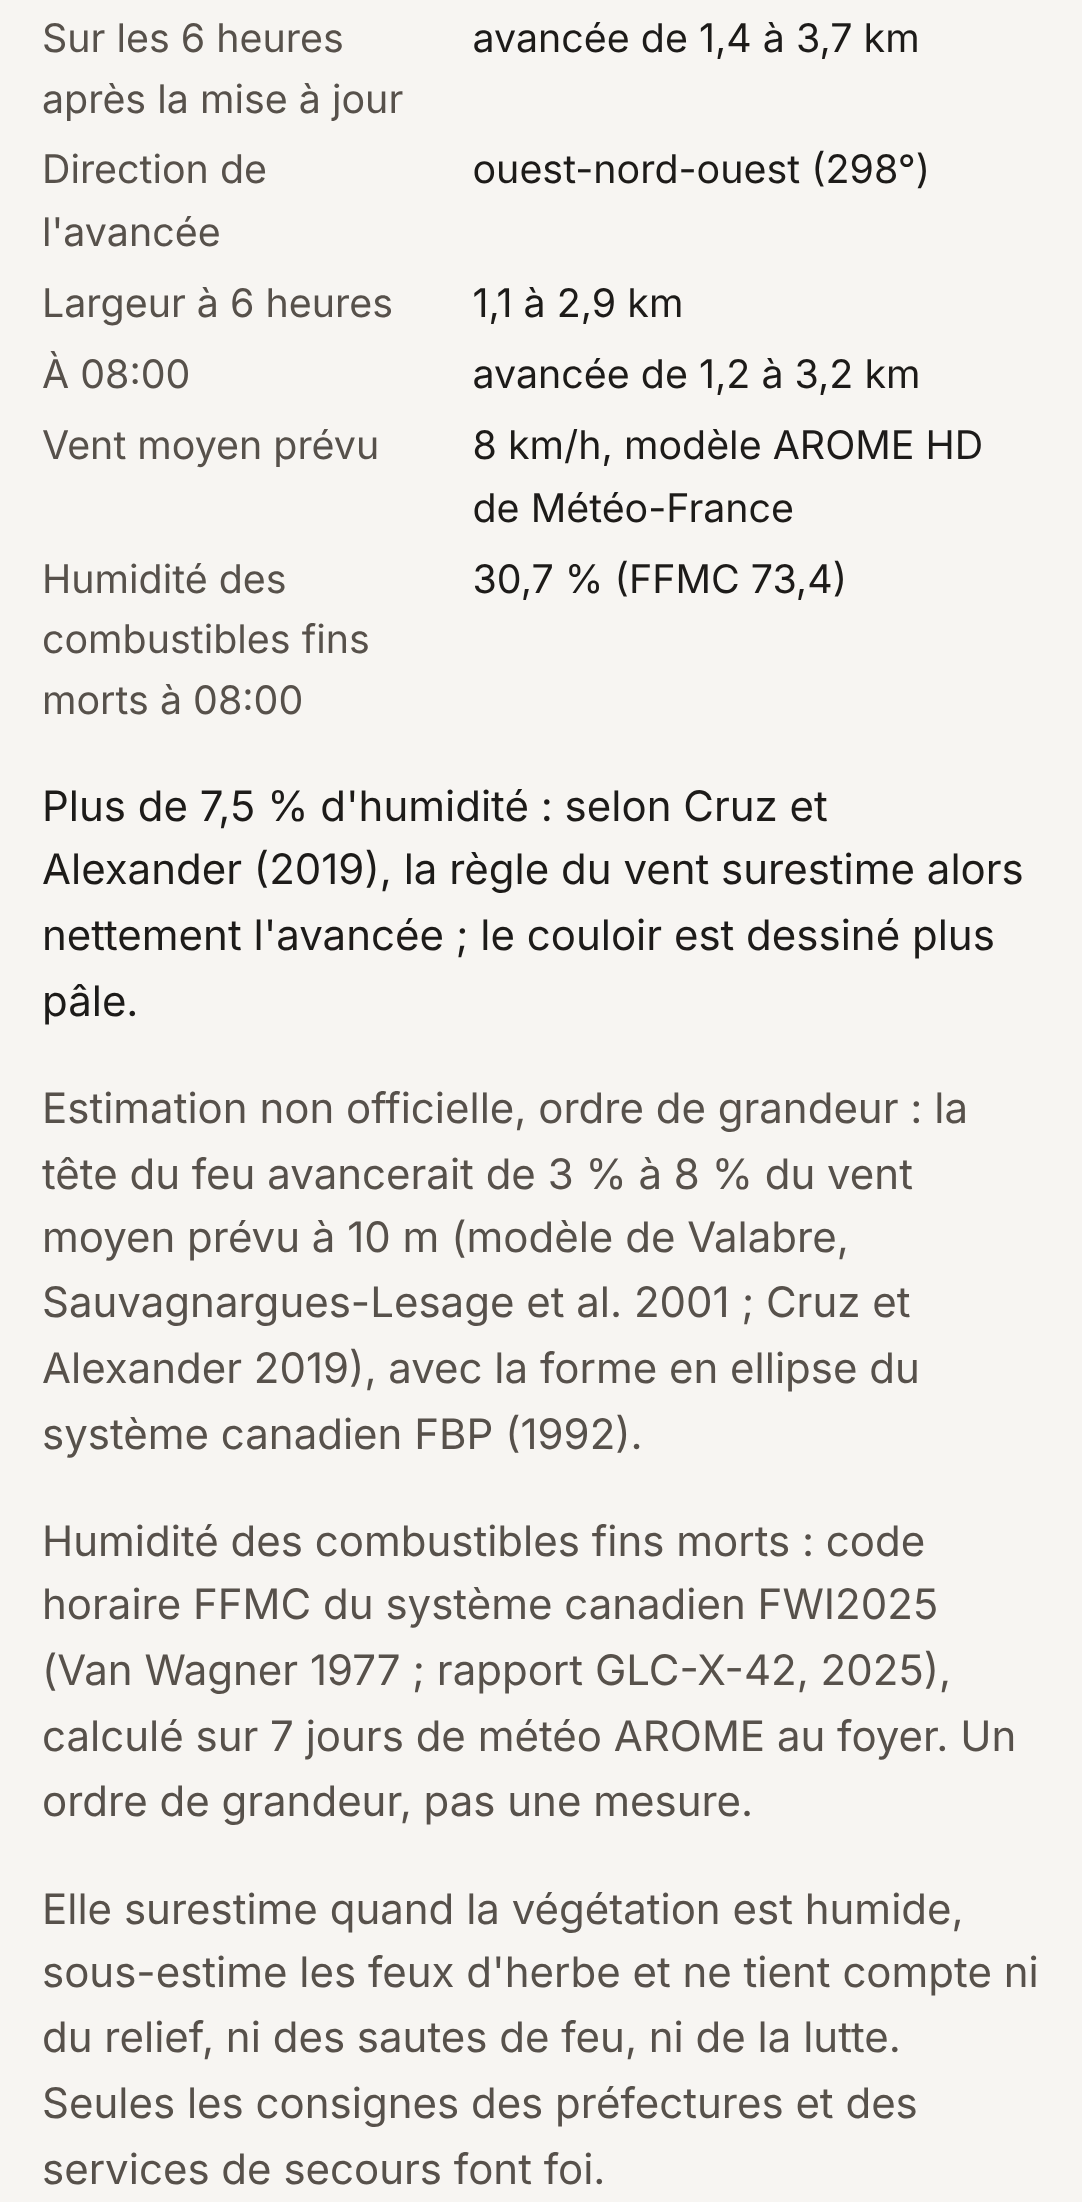 Sur les 6 heures
après la mise à jour
avancée de 1,4 à 3,7 km
Direction de
l'avancée
ouest-nord-ouest (298°)
Largeur à 6 heures
1,1 à 2,9 km
À 08:00
avancée de 1,2 à 3,2 km
Vent moyen prévu
8 km/h, modèle AROME HD
de Météo-France
Humidité des
combustibles fins
morts à 08:00
30,7 % (FFMC 73,4)
Plus de 7,5 % d'humidité : selon Cruz et
Alexander (2019), la règle du vent surestime alors
nettement l'avancée ; le couloir est dessiné plus
pâle.
Estimation non officielle, ordre de grandeur : la
tête du feu avancerait de 3 % à 8 % du vent
moyen prévu à 10 m (modèle de Valabre,
Sauvagnargues-Lesage et al. 2001 ; Cruz et
Alexander 2019), avec la forme en ellipse du
système canadien FBP (1992).
Humidité des combustibles fins morts : code
horaire FFMC du système canadien FWI2025
(Van Wagner 1977 ; rapport GLC-X-42, 2025),
calculé sur 7 jours de météo AROME au foyer. Un
ordre de grandeur, pas une mesure.
Elle surestime quand la végétation est humide,
sous-estime les feux d'herbe et ne tient compte ni
du relief, ni des sautes de feu, ni de la lutte.
Seules les consignes des préfectures et des
services de secours font foi.